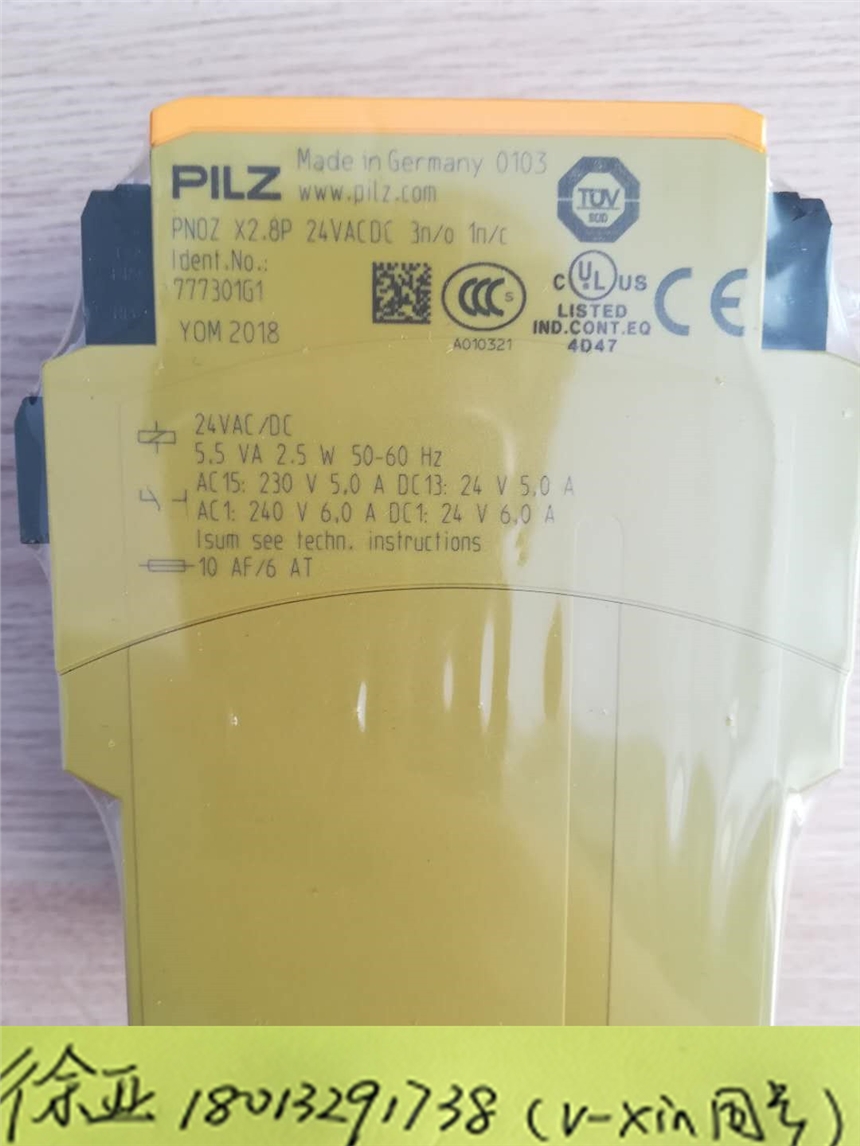 PILZ Made in Germany 0103
www.pilz.com
TÜV
PNOZ X2.8P 24VACDC 3n/o 1n/c
Ident.No.:
777301G1
YOM 2018
CCC S
A010321
C UL US
LISTED
IND.CONT.EQ
4D47
CE
24VAC/DC
5.5 VA 2.5 W 50-60 Hz
AC15: 230 V 5,0 A DC13: 24 V 5,0 A
AC1: 240 V 6,0 A DC1: 24 V 6,0 A
Isum see techn. instructions
10 AF/6 AT
徐亚 18013291738 (V-xin同号)